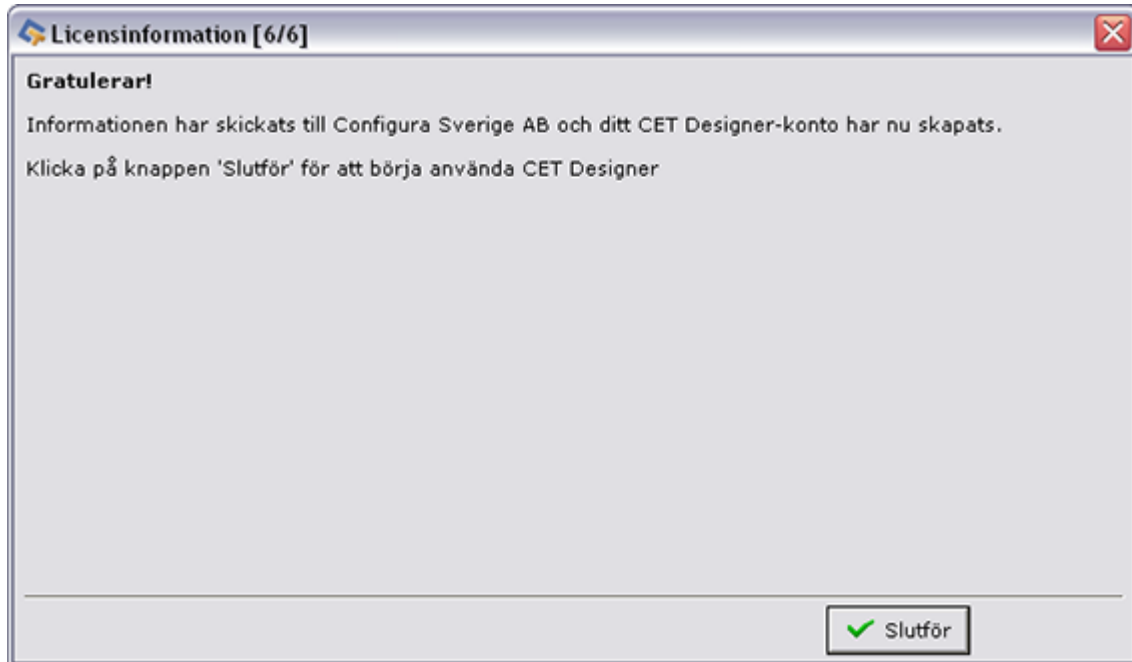 Licensinformation [6/6]
Gratulerar!
Informationen har skickats till Configura Sverige AB och ditt CET Designer-konto har nu skapats.
Klicka på knappen 'Slutför' för att börja använda CET Designer
Slutför